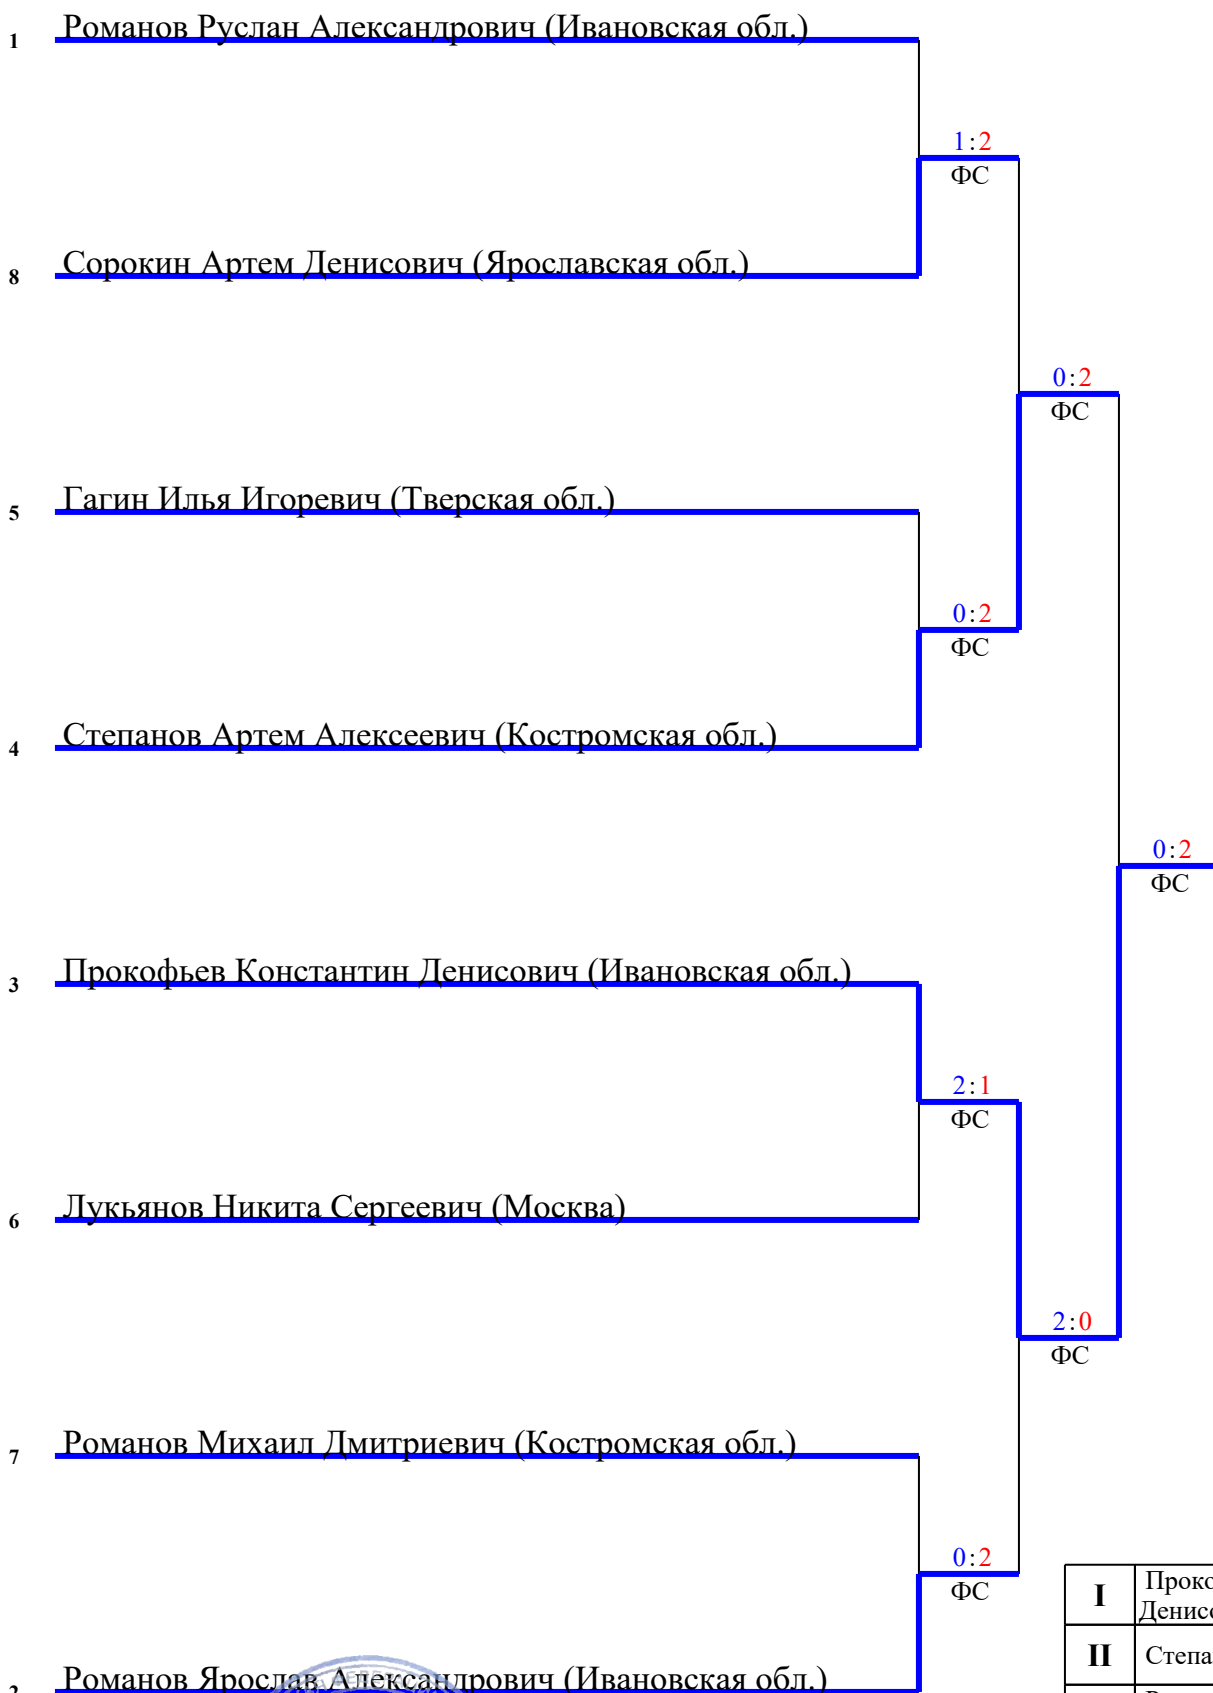 1 Романов Руслан Александрович (Ивановская обл.)
1:2
ФС
8 Сорокин Артем Денисович (Ярославская обл.)
0:2
ФС
5 Гагин Илья Игоревич (Тверская обл.)
0:2
ФС
4 Степанов Артем Алексеевич (Костромская обл.)
0:2
ФС
3 Прокофьев Константин Денисович (Ивановская обл.)
2:1
ФС
6 Лукьянов Никита Сергеевич (Москва)
2:0
ФС
7 Романов Михаил Дмитриевич (Костромская обл.)
0:2
ФС
I
II
Романов Ярослав Александрович (Ивановская обл.)